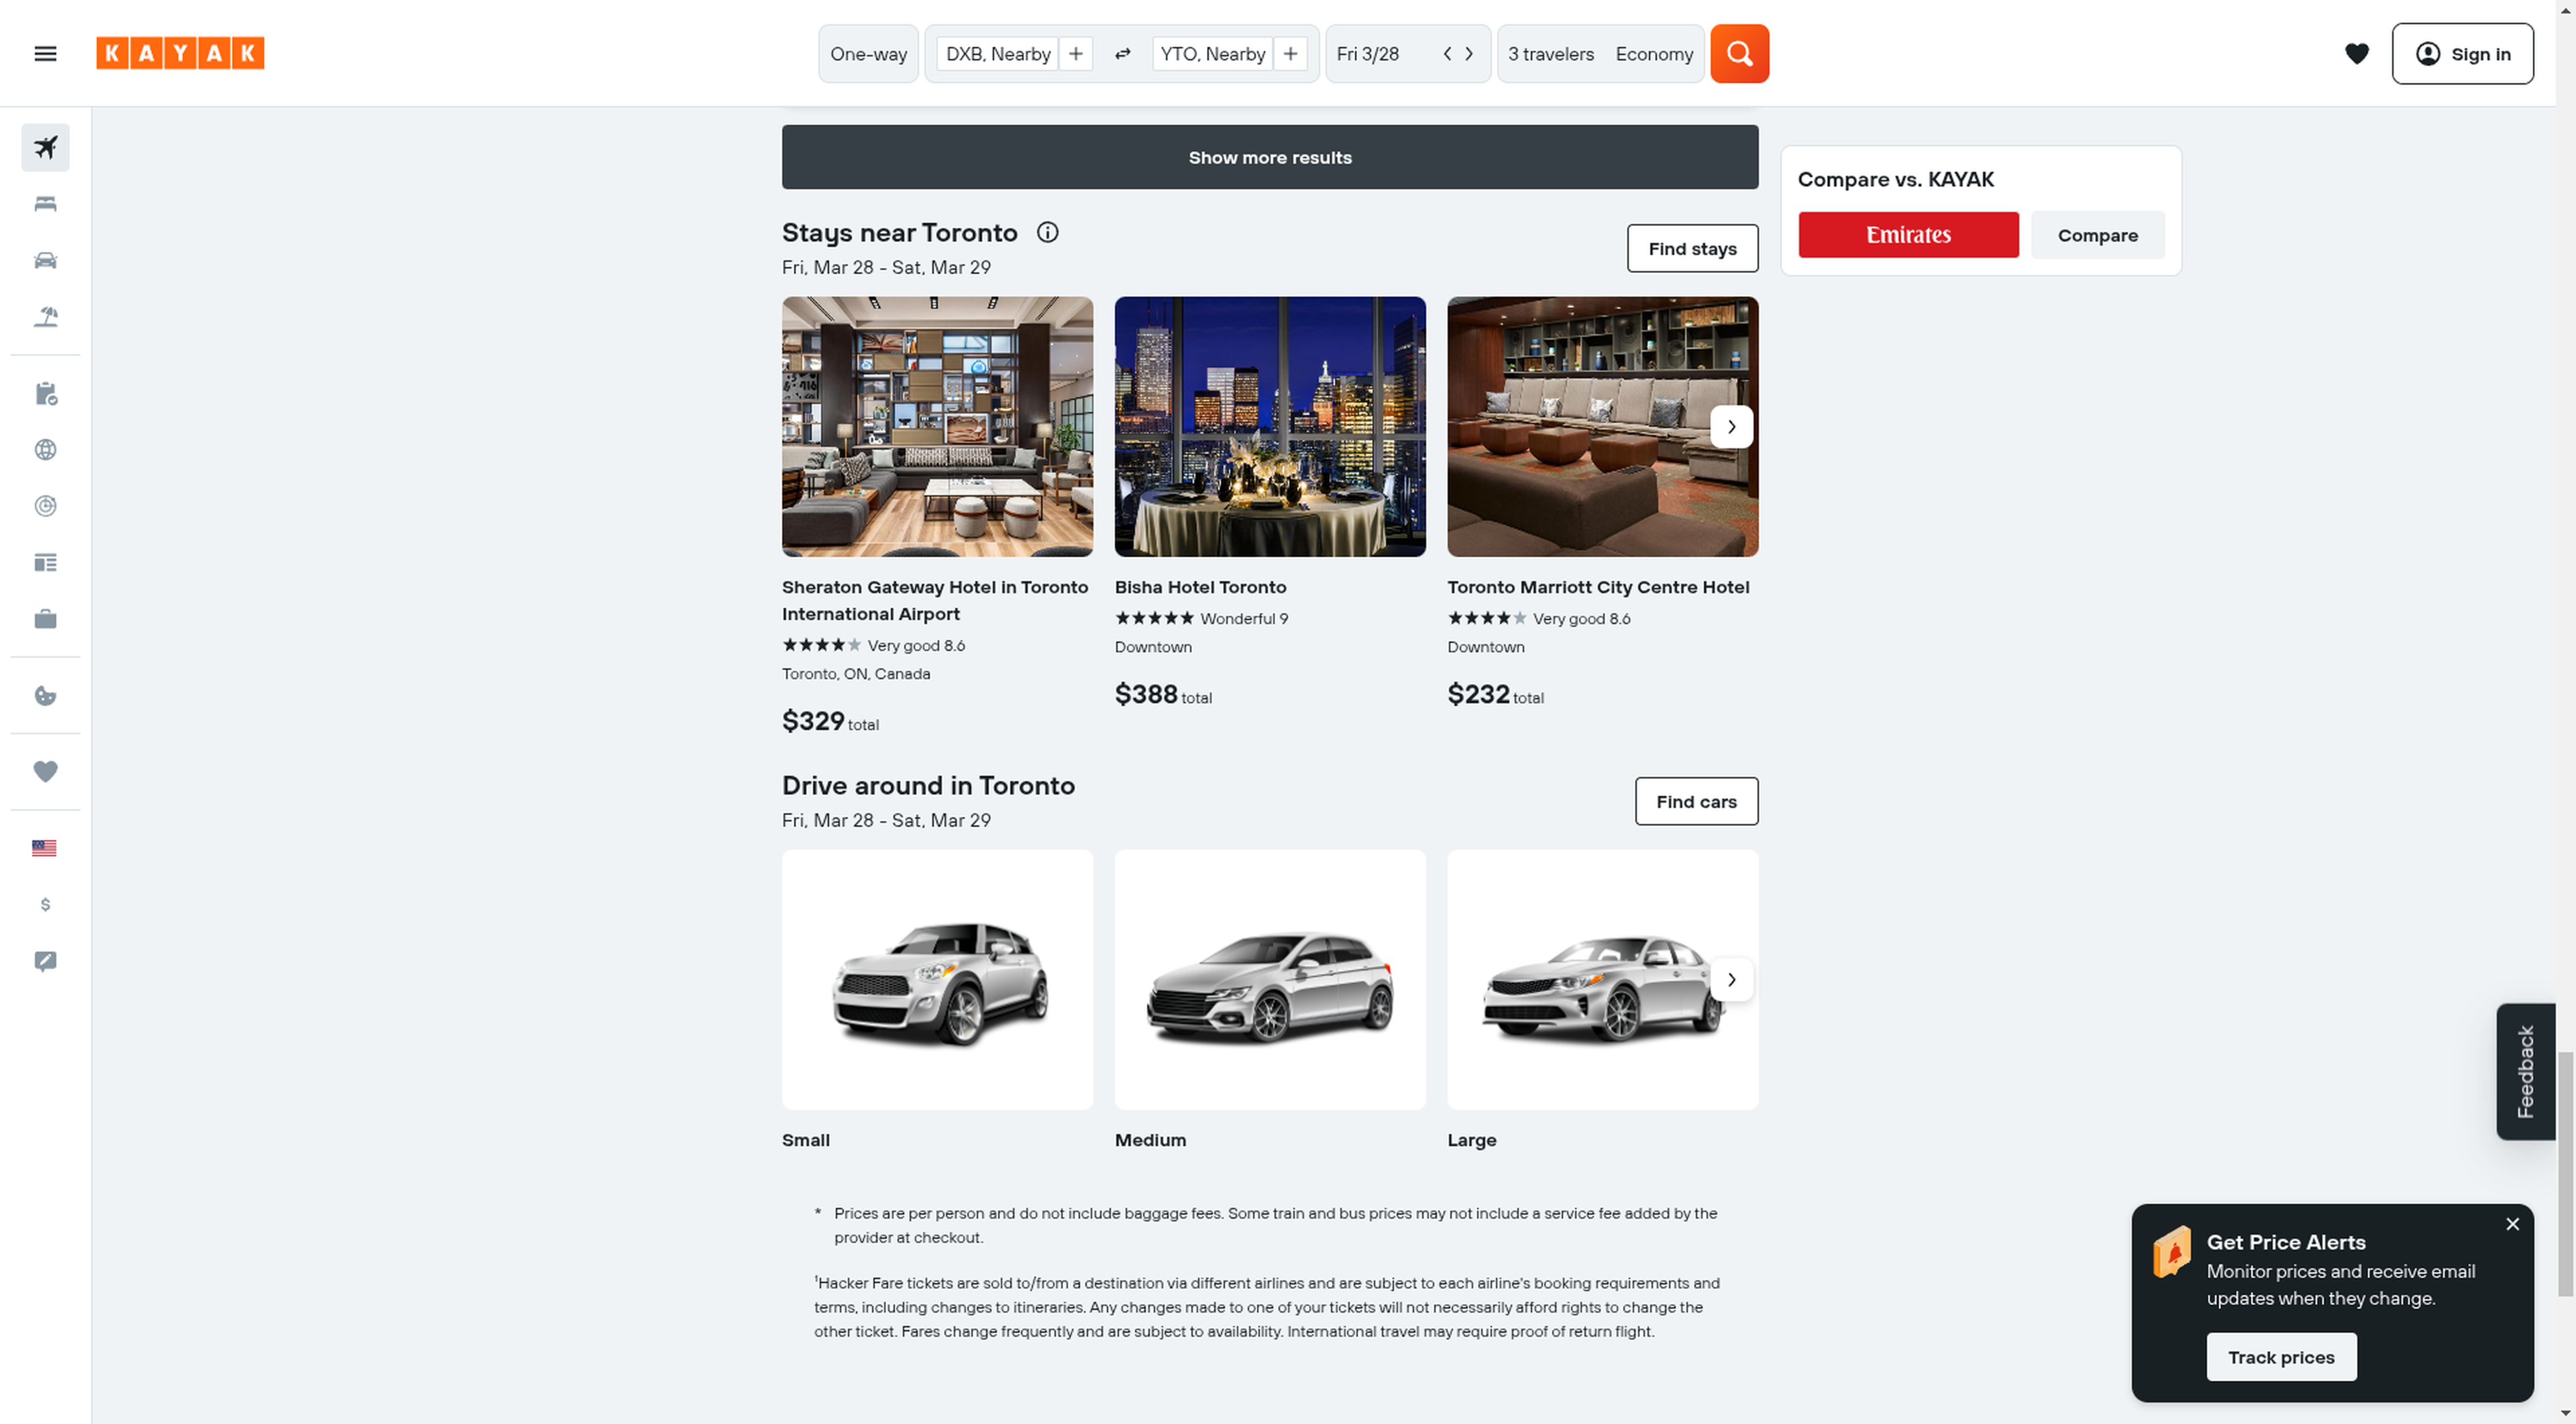 KAYAK
One-way
DXB, Nearby
YTO, Nearby
Fri 3/28
3 travelers
Economy
Sign in
Show more results
Compare vs. KAYAK
Emirates
Compare
Stays near Toronto
Find stays
Fri, Mar 28 - Sat, Mar 29
Sheraton Gateway Hotel in Toronto
International Airport
Very good 8.6
Toronto, ON, Canada
$329 total
Bisha Hotel Toronto
Wonderful 9
Downtown
$388 total
Toronto Marriott City Centre Hotel
Very good 8.6
Downtown
$232 total
Drive around in Toronto
Find cars
Fri, Mar 28 - Sat, Mar 29
Small
Medium
Large
* Prices are per person and do not include baggage fees. Some train and bus prices may not include a service fee added by the
provider at checkout.
¹Hacker Fare tickets are sold to/from a destination via different airlines and are subject to each airline's booking requirements and
terms, including changes to itineraries. Any changes made to one of your tickets will not necessarily afford rights to change the
other ticket. Fares change frequently and are subject to availability. International travel may require proof of return flight.
$
Feedback
Get Price Alerts
Monitor prices and receive email
updates when they change.
Track prices